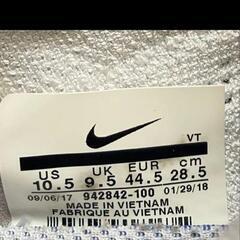 VT
US UK EUR cm
10.5 9.5 44.5 28.5
09/06/17 942842-100 01/29/18
MADE IN VIETNAM
FABRIQUE AU VIETNAM